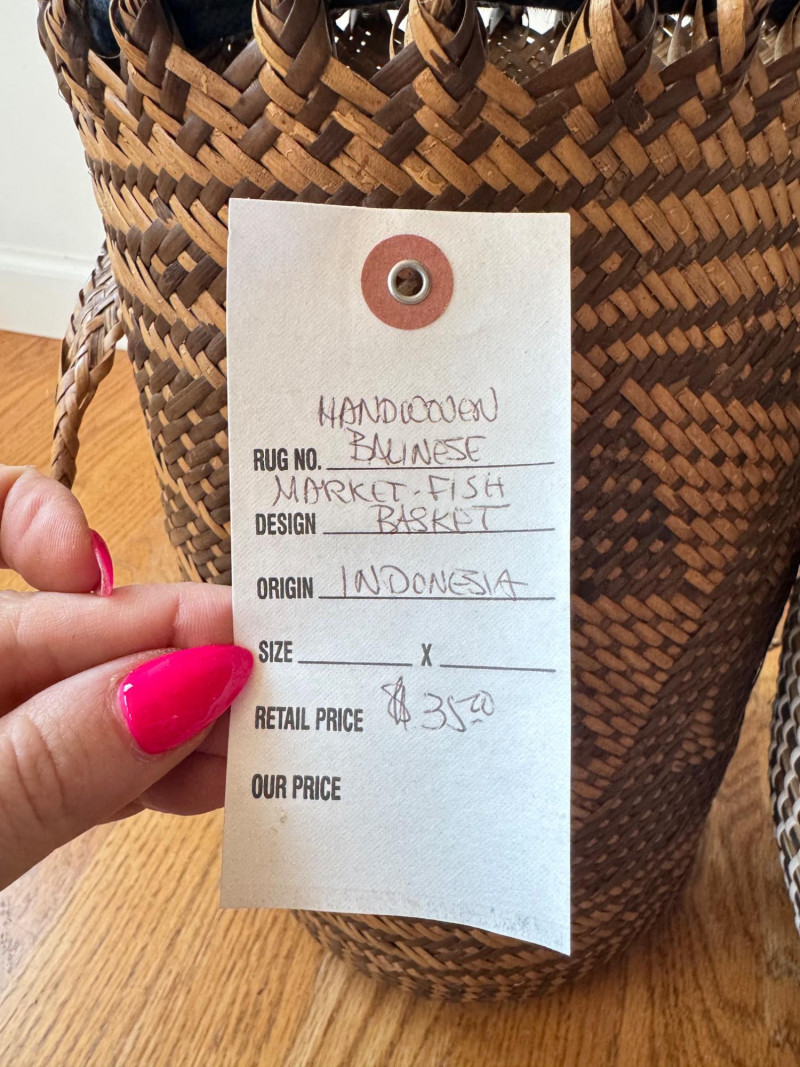 HANDWOVEN
RUG NO. BALINESE
MARKET-FISH
DESIGN BASKET
ORIGIN INDONESIA
SIZE X
RETAIL PRICE $35.00
OUR PRICE